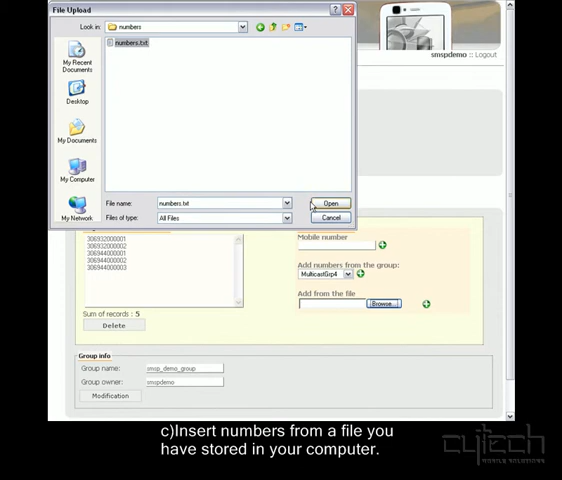 File Upload
Look in:
numbers
smspdemo :: Logout
numbers.txt
My Recent
Documents
Desktop
My Documents
My Computer
My Network
File name:
numbers.txt
Open
Files of type:
All Files
Cancel
306932000001
306932000002
306944000001
306944000002
306944000003
Sum of records : 5
Delete
Mobile number
Add numbers from the group:
MulticastGrp4
Add from the file
Browse...
Group info
Group name:
smsp_demo_group
Group owner:
smspdemo
Modification
c)Insert numbers from a file you
have stored in your computer.
cytech
MOBILE SOLUTIONS